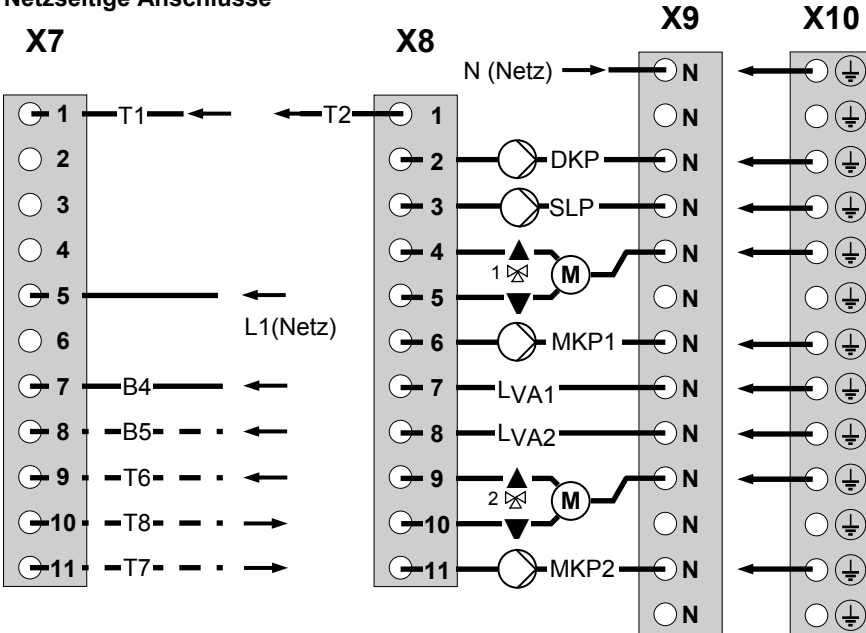 Netzseitige Anschlüsse
X7 X8 X9 X10
N (Netz) N
1 T1 T2 1 N
2 2 DKP N
3 3 SLP N
4 4 1 M N
5 5 N
L1(Netz)
6 6 MKP1 N
7 B4 7 LVA1 N
8 B5 8 LVA2 N
9 T6 9 2 M N
10 T8 10 N
11 T7 11 MKP2 N
N